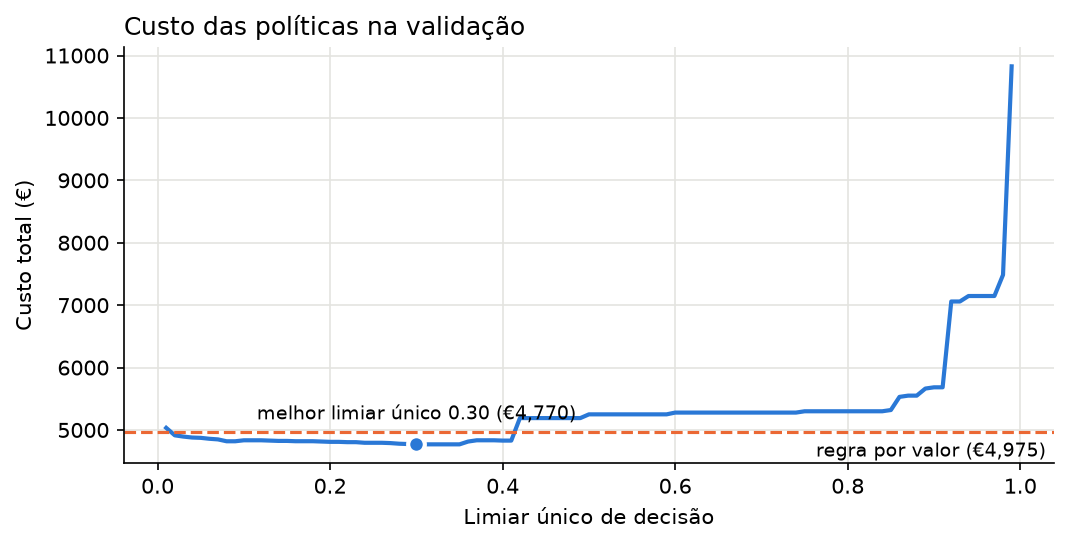 Custo das políticas na validação
Custo total (€)
11000
10000
9000
8000
7000
6000
5000
melhor limiar único 0.30 (€4,770)
regra por valor (€4,975)
0.0
0.2
0.4
0.6
0.8
1.0
Limiar único de decisão